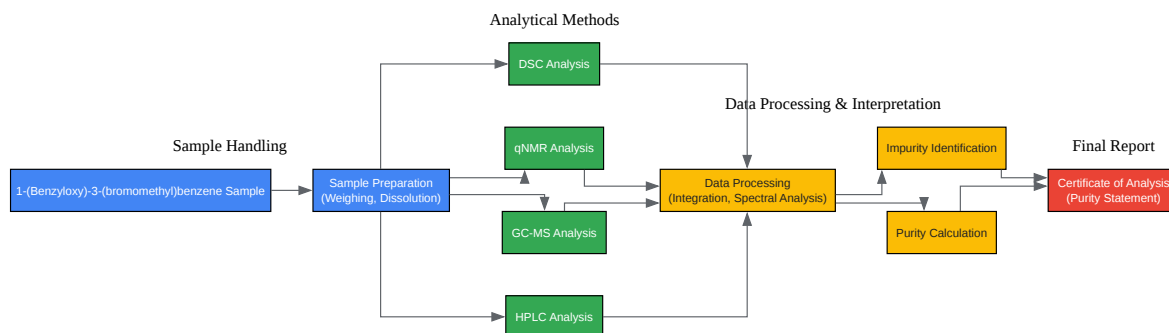 Analytical Methods
DSC Analysis
Data Processing & Interpretation
Sample Handling
qNMR Analysis
Impurity Identification
Final Report
1-(Benzyloxy)-3-(bromomethyl)benzene Sample
Sample Preparation
(Weighing, Dissolution)
Data Processing
(Integration, Spectral Analysis)
Certificate of Analysis
(Purity Statement)
GC-MS Analysis
Purity Calculation
HPLC Analysis